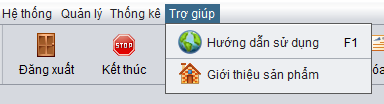 Hệ thống Quản lý Thống kê Trợ giúp
Hướng dẫn sử dụng F1
Giới thiệu sản phẩm
STOP
Đăng xuất Kết thúc